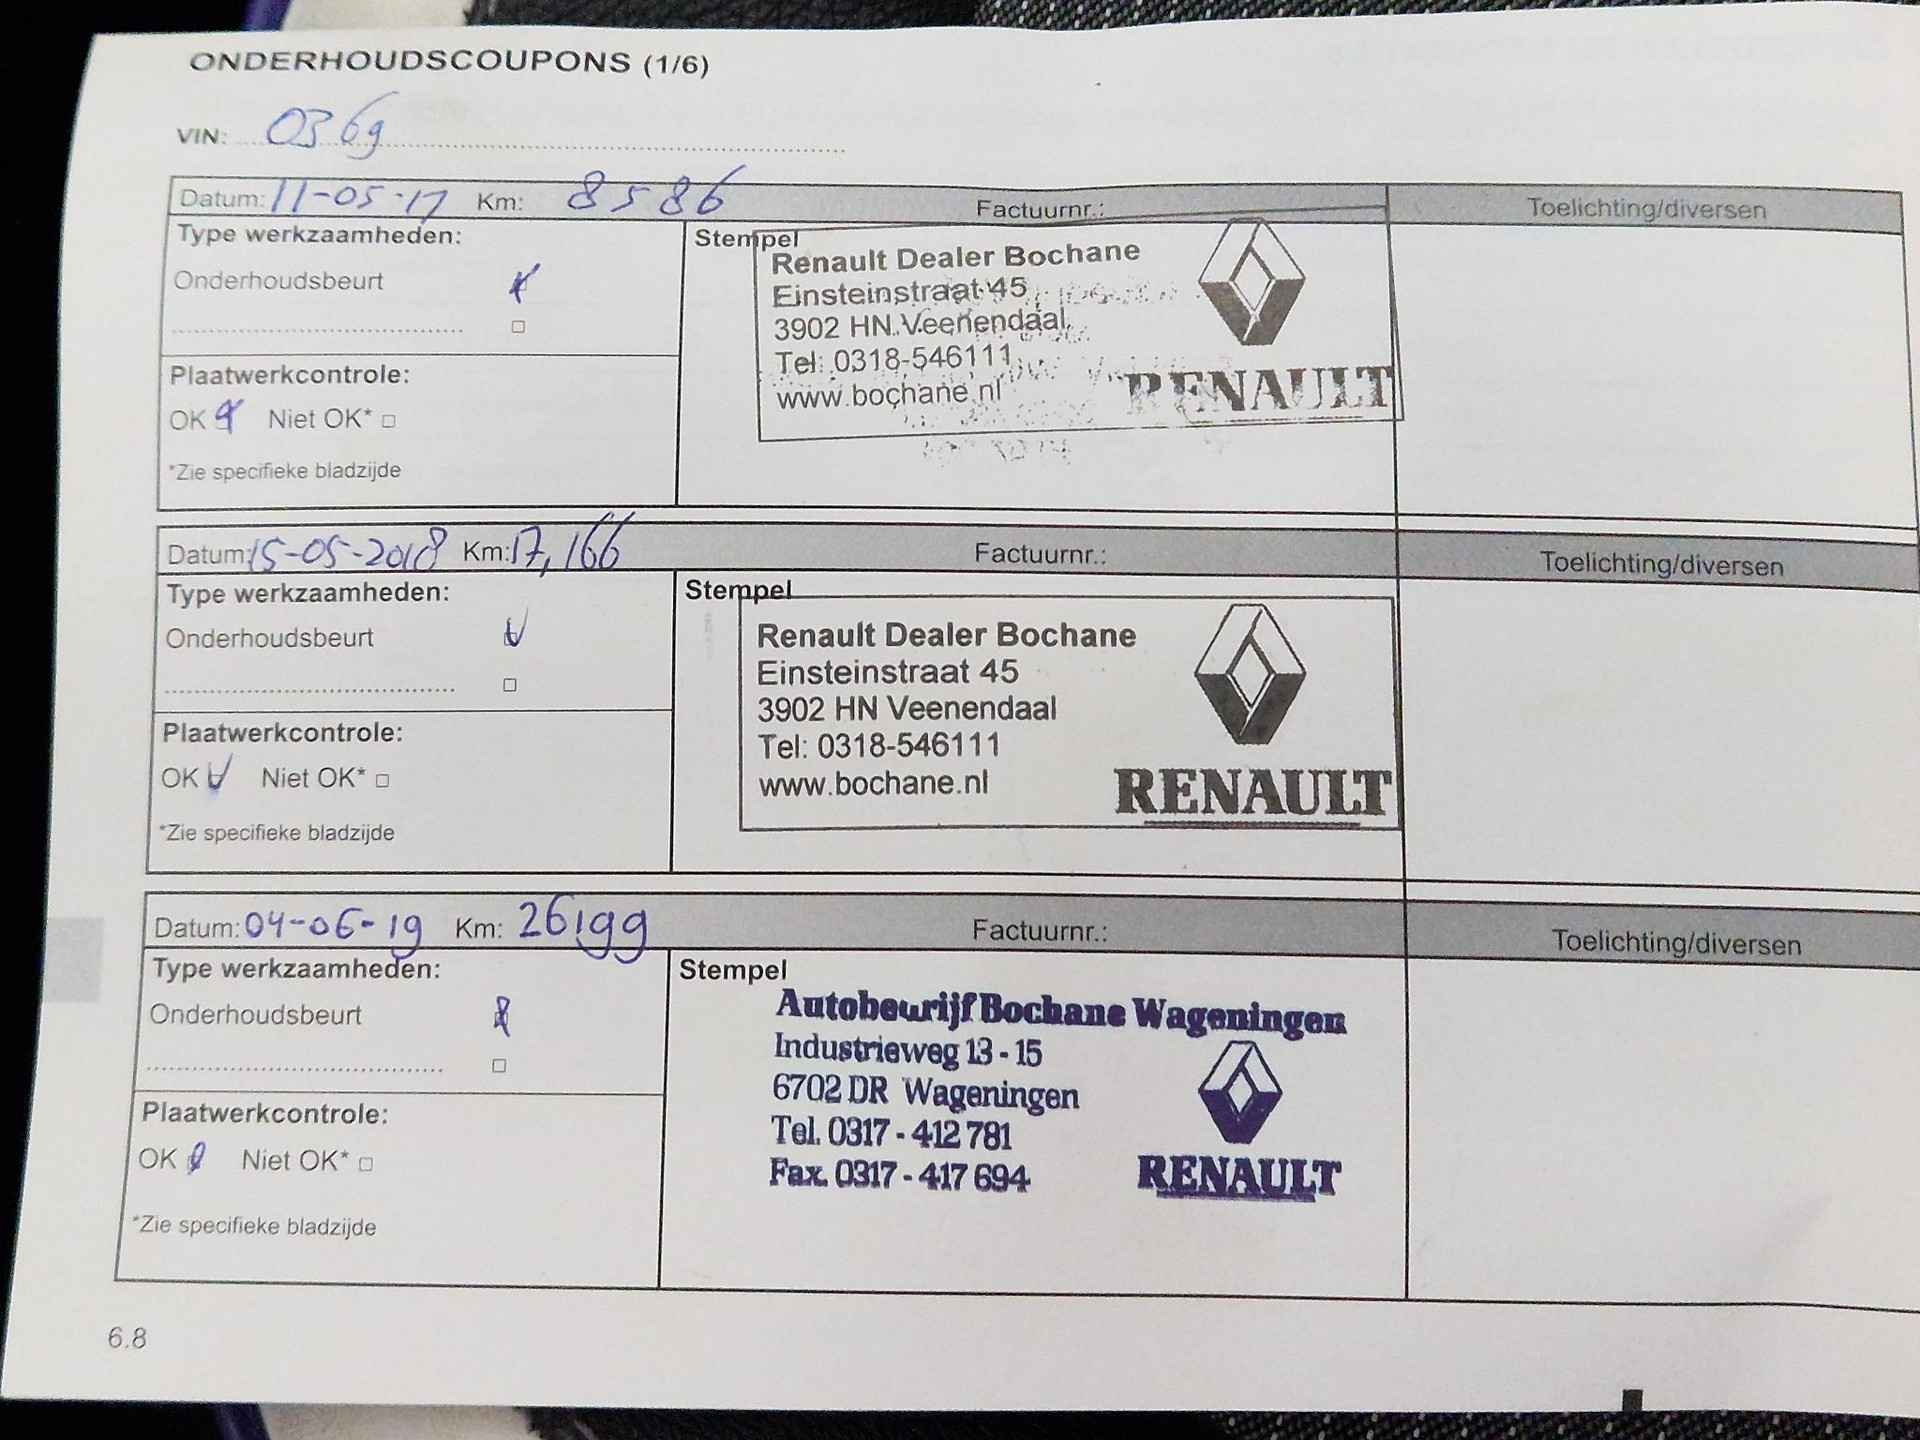 ONDERHOUDSCOUPONS (1/6)
VIN: 0369
Datum: 11-05-17 Km: 8586 Factuurnr.: Toelichting/diversen
Type werkzaamheden:
Onderhoudsbeurt
Plaatwerkcontrole:
OK Niet OK*
*Zie specifieke bladzijde
Stempel
Renault Dealer Bochane
Einsteinstraat 45
3902 HN Veenendaal
Tel: 0318-546111
www.bochane.nl
RENAULT
Datum: 15-05-2018 Km: 17,166 Factuurnr.: Toelichting/diversen
Type werkzaamheden:
Onderhoudsbeurt
Plaatwerkcontrole:
OK Niet OK*
*Zie specifieke bladzijde
Stempel
Renault Dealer Bochane
Einsteinstraat 45
3902 HN Veenendaal
Tel: 0318-546111
www.bochane.nl
RENAULT
Datum: 04-06-19 Km: 26199 Factuurnr.: Toelichting/diversen
Type werkzaamheden:
Onderhoudsbeurt
Plaatwerkcontrole:
OK Niet OK*
*Zie specifieke bladzijde
Stempel
Autobedrijf Bochane Wageningen
Industrieweg 13 - 15
6702 DR Wageningen
Tel. 0317 - 412 781
Fax. 0317 - 417 694
RENAULT
6.8